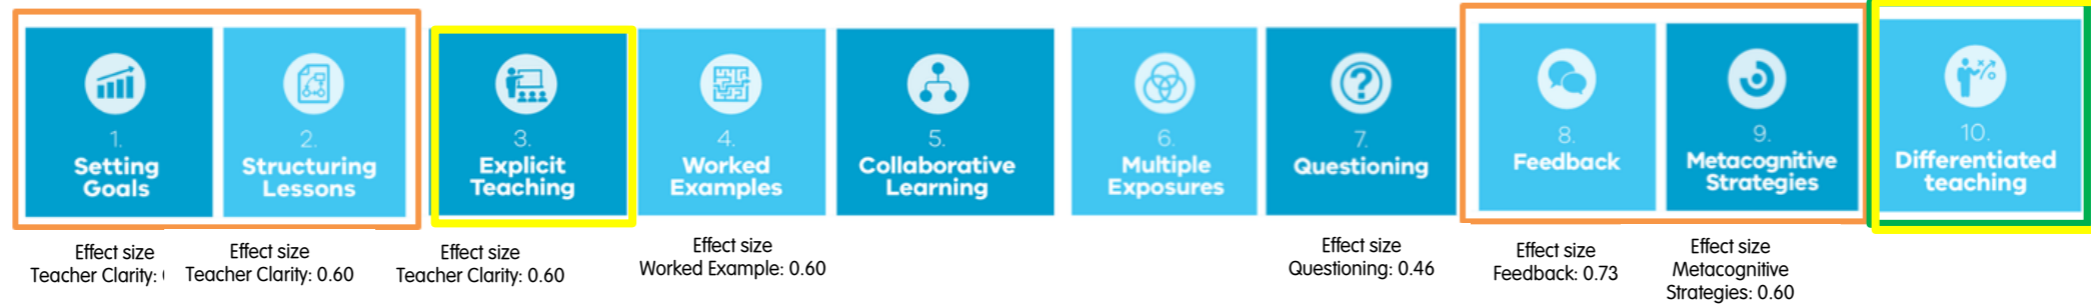 1.
Setting
Goals
2.
Structuring
Lessons
3.
Explicit
Teaching
4.
Worked
Examples
5.
Collaborative
Learning
6.
Multiple
Exposures
7.
Questioning
8.
Feedback
9.
Metacognitive
Strategies
10.
Differentiated
teaching
Effect size
Teacher Clarity:
Effect size
Teacher Clarity: 0.60
Effect size
Teacher Clarity: 0.60
Effect size
Worked Example: 0.60
Effect size
Questioning: 0.46
Effect size
Feedback: 0.73
Effect size
Metacognitive
Strategies: 0.60